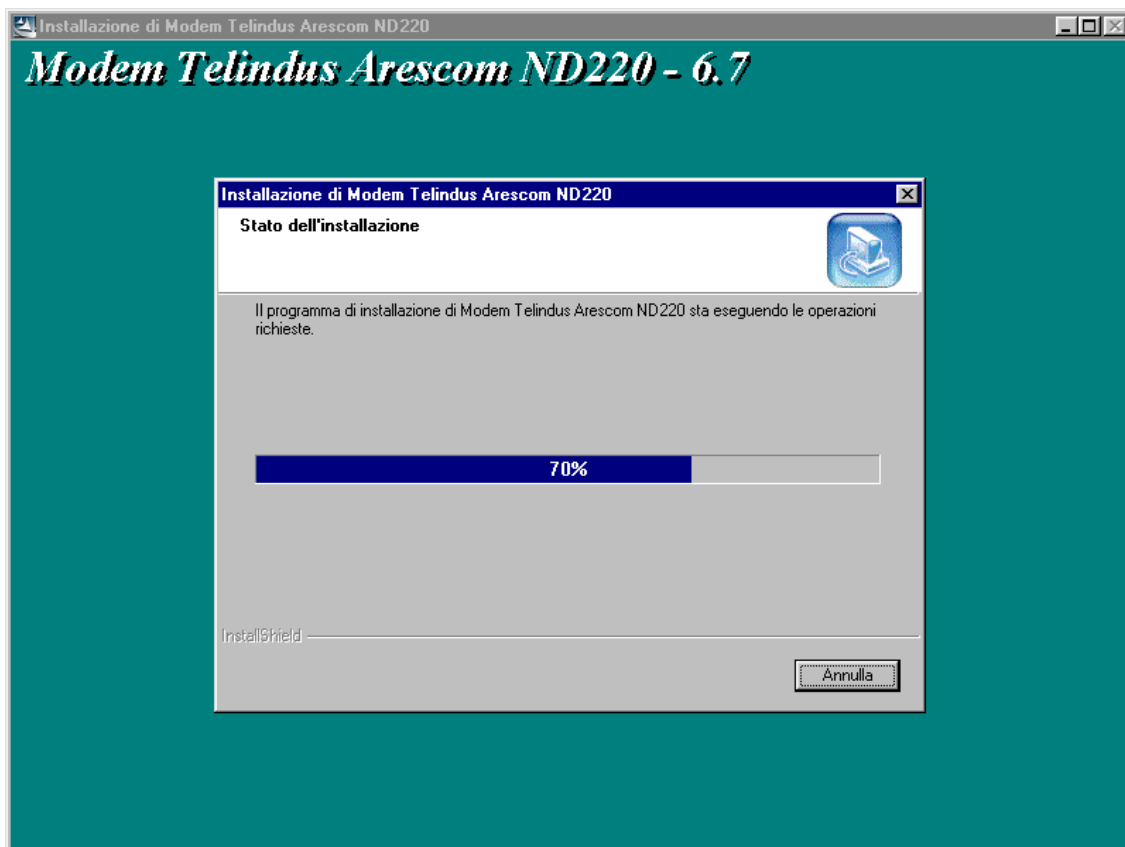 Installazione di Modem Telindus Arescom ND220
Modem Telindus Arescom ND220 - 6.7
Installazione di Modem Telindus Arescom ND220
Stato dell'installazione
Il programma di installazione di Modem Telindus Arescom ND220 sta eseguendo le operazioni
richieste.
70%
InstallShield
Annulla